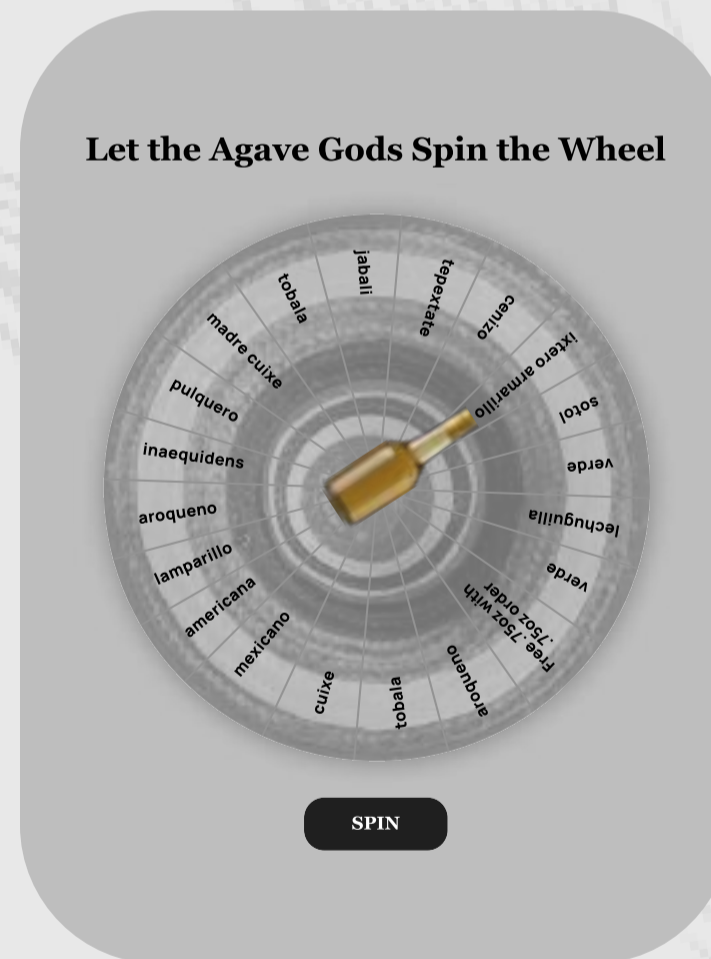 Let the Agave Gods Spin the Wheel
jabali
tepextate
cenizo
ixtero armarillo
sotol
verde
lechuguilla
verde
Free .75oz with
.75oz order
aroqueno
tobala
cuixe
mexicano
americana
lamparillo
aroqueno
inaequidens
pulquero
madre cuixe
tobala
SPIN